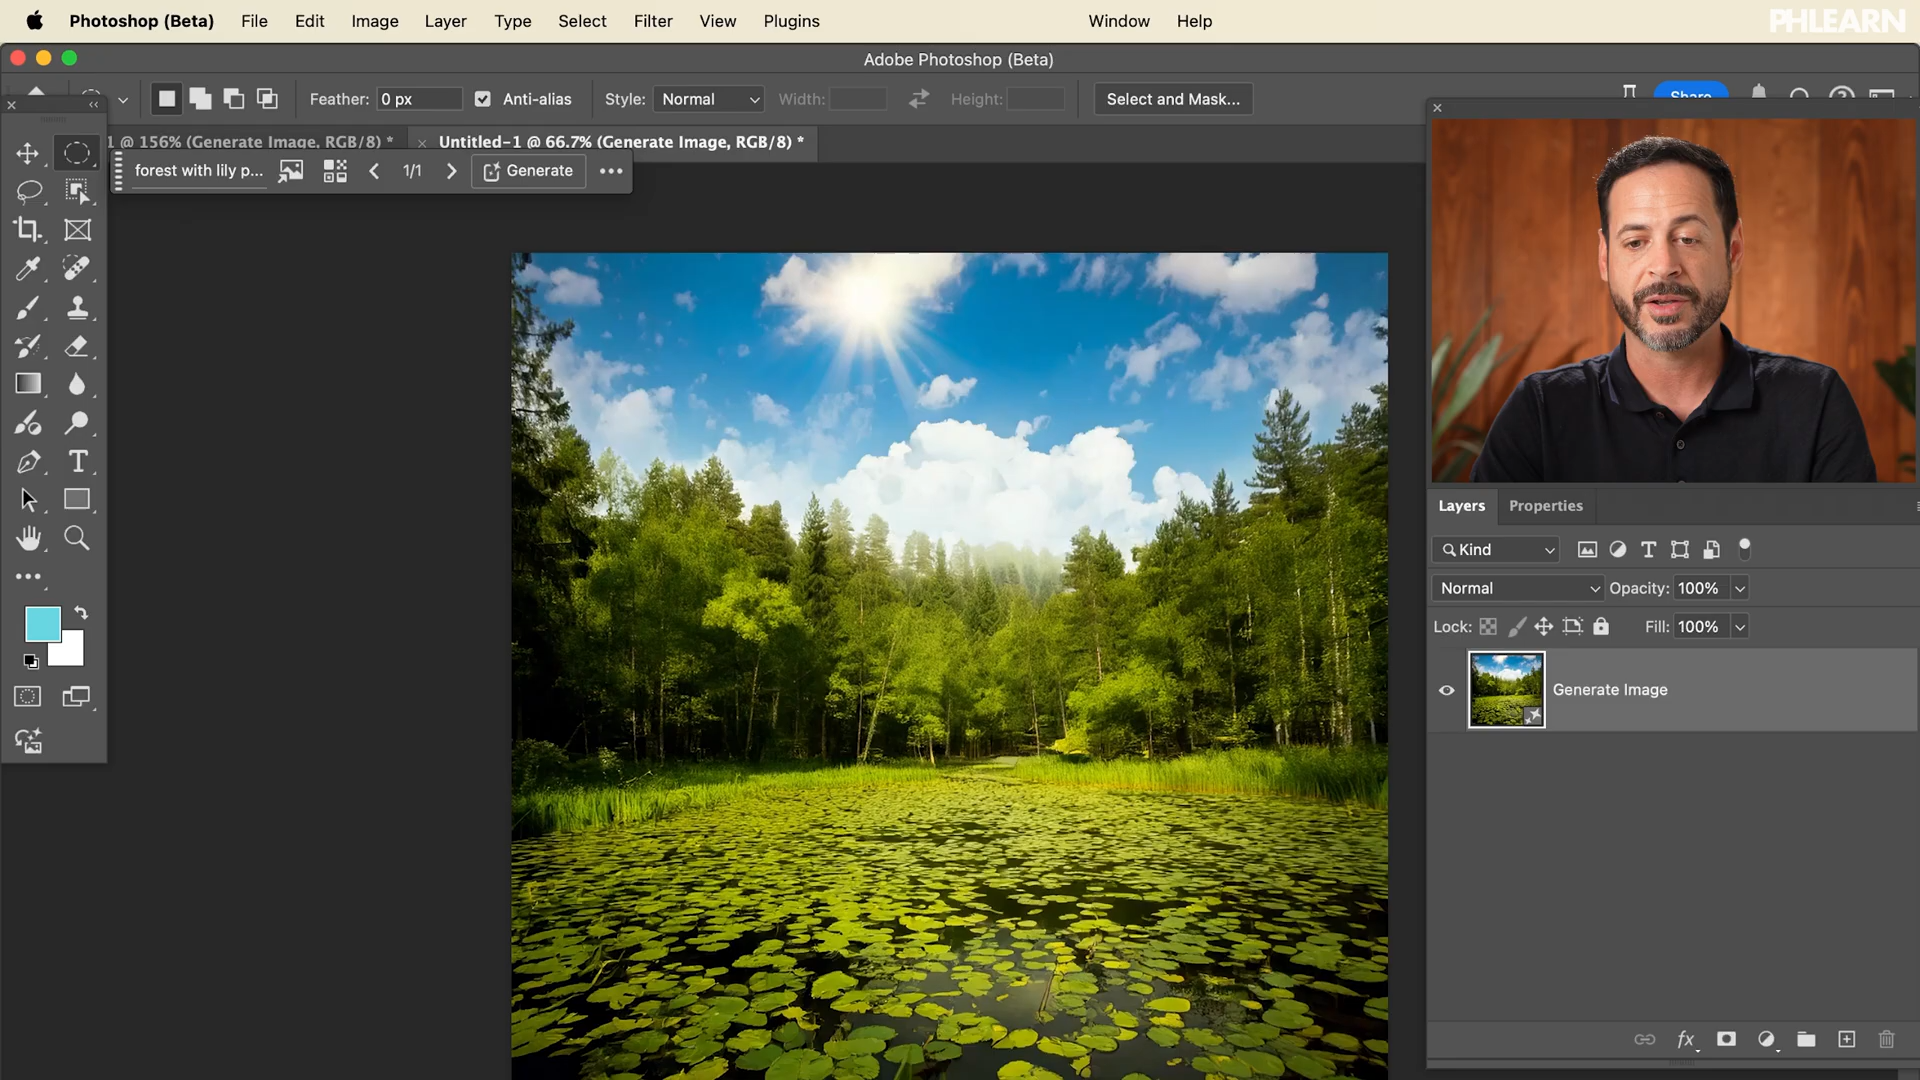 Photoshop (Beta) File Edit Image Layer Type Select Filter View Plugins Window Help
PHLEARN
Adobe Photoshop (Beta)
Feather: 0 px Anti-alias Style: Normal Width: Height: Select and Mask...
Share
@ 156% (Generate Image, RGB/8) * × Untitled-1 @ 66.7% (Generate Image, RGB/8) *
forest with lily p... 1/1 Generate
Layers Properties
Kind
Normal Opacity: 100%
Lock: Fill: 100%
Generate Image
fx